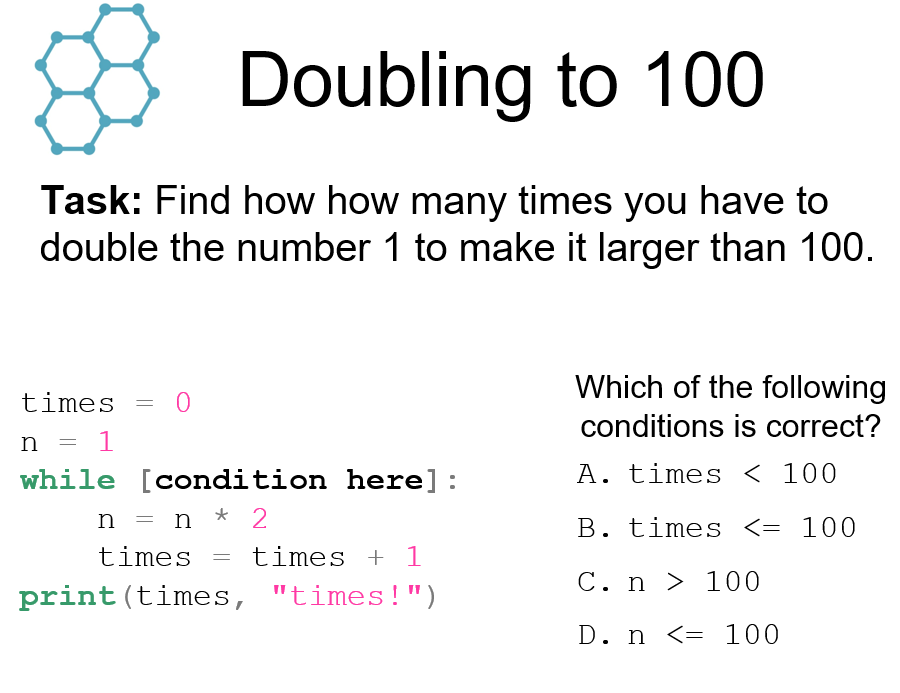 Doubling to 100
Task: Find how how many times you have to
double the number 1 to make it larger than 100.
times = 0
n = 1
while [condition here]:
    n = n * 2
    times = times + 1
print(times, "times!")
Which of the following
conditions is correct?
A. times < 100
B. times <= 100
C. n > 100
D. n <= 100